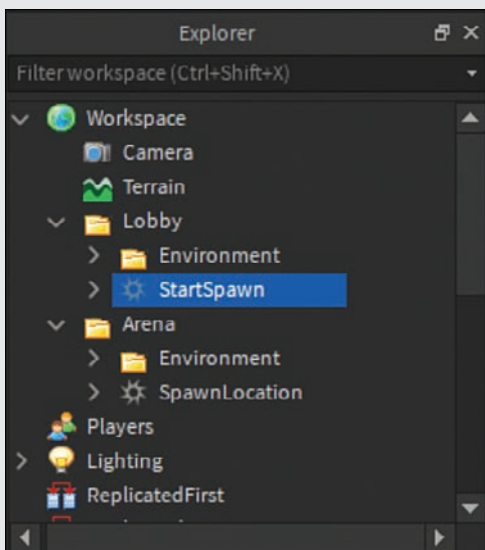 Explorer
Filter workspace (Ctrl+Shift+X)
Workspace
Camera
Terrain
Lobby
Environment
StartSpawn
Arena
Environment
SpawnLocation
Players
Lighting
ReplicatedFirst